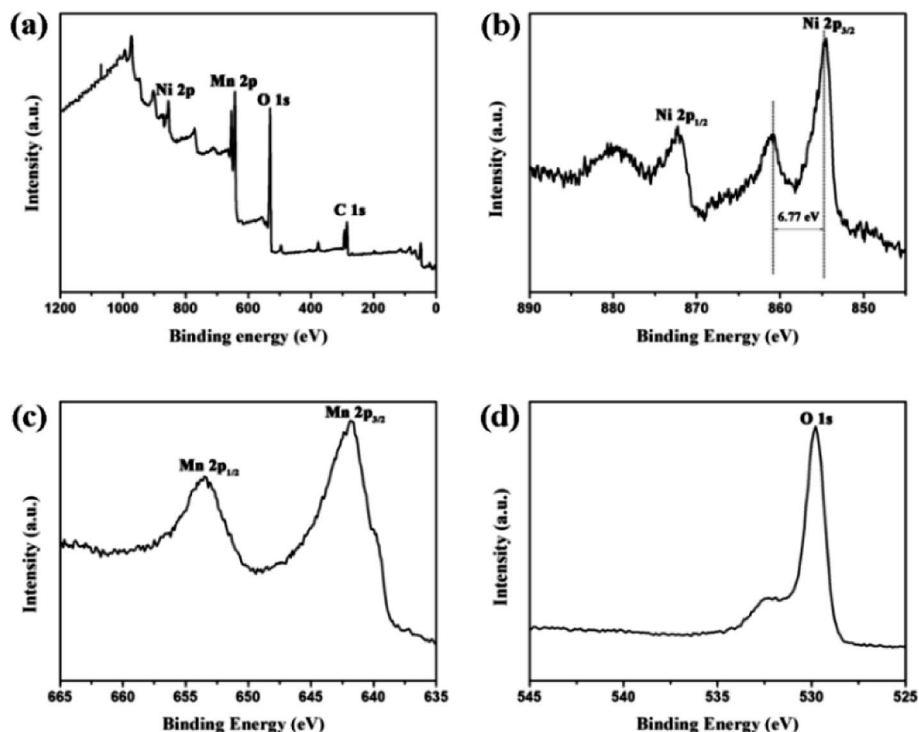 (a)
Ni 2p
Mn 2p
O 1s
C 1s
Intensity (a.u.)
1200 1000 800 600 400 200 0
Binding energy (eV)
(b)
Ni 2p3/2
Ni 2p1/2
6.77 eV
Intensity (a.u.)
890 880 870 860 850
Binding Energy (eV)
(c)
Mn 2p3/2
Mn 2p1/2
Intensity (a.u.)
665 660 655 650 645 640 635
Binding Energy (eV)
(d)
O 1s
Intensity (a.u.)
545 540 535 530 525
Binding Energy (eV)